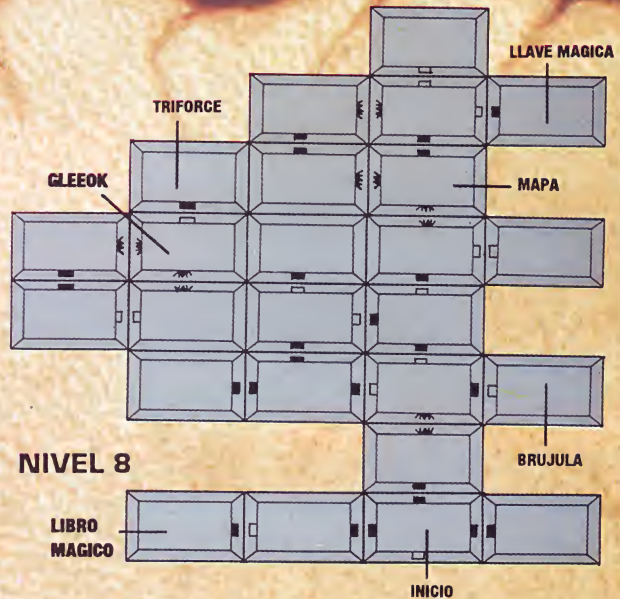 LLAVE MAGICA
TRIFORCE
GLEEOK
MAPA
NIVEL 8
BRUJULA
LIBRO
MAGICO
INICIO